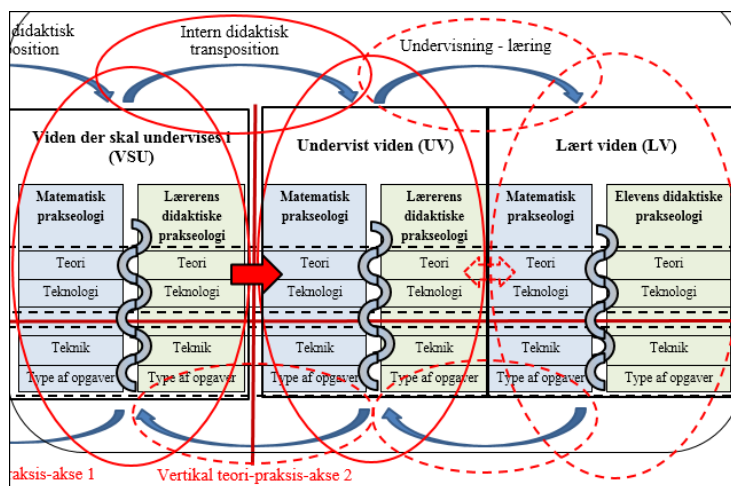 didaktisk
position
Intern didaktisk
transposition
Undervisning - læring
Viden der skal undervises i
(VSU)
Undervist viden (UV)
Lært viden (LV)
Matematisk
prakseologi
Lærerens
didaktiske
prakseologi
Matematisk
prakseologi
Lærerens
didaktiske
prakseologi
Matematisk
prakseologi
Elevens didaktiske
prakseologi
Teori
Teori
Teori
Teori
Teori
Teori
Teknologi
Teknologi
Teknologi
Teknologi
Teknologi
Teknologi
Teknik
Teknik
Teknik
Teknik
Teknik
Teknik
Type af opgaver
Type af opgaver
Type af opgaver
Type af opgaver
Type af opgaver
Type af opgaver
raksis-akse 1
Vertikal teori-praksis-akse 2